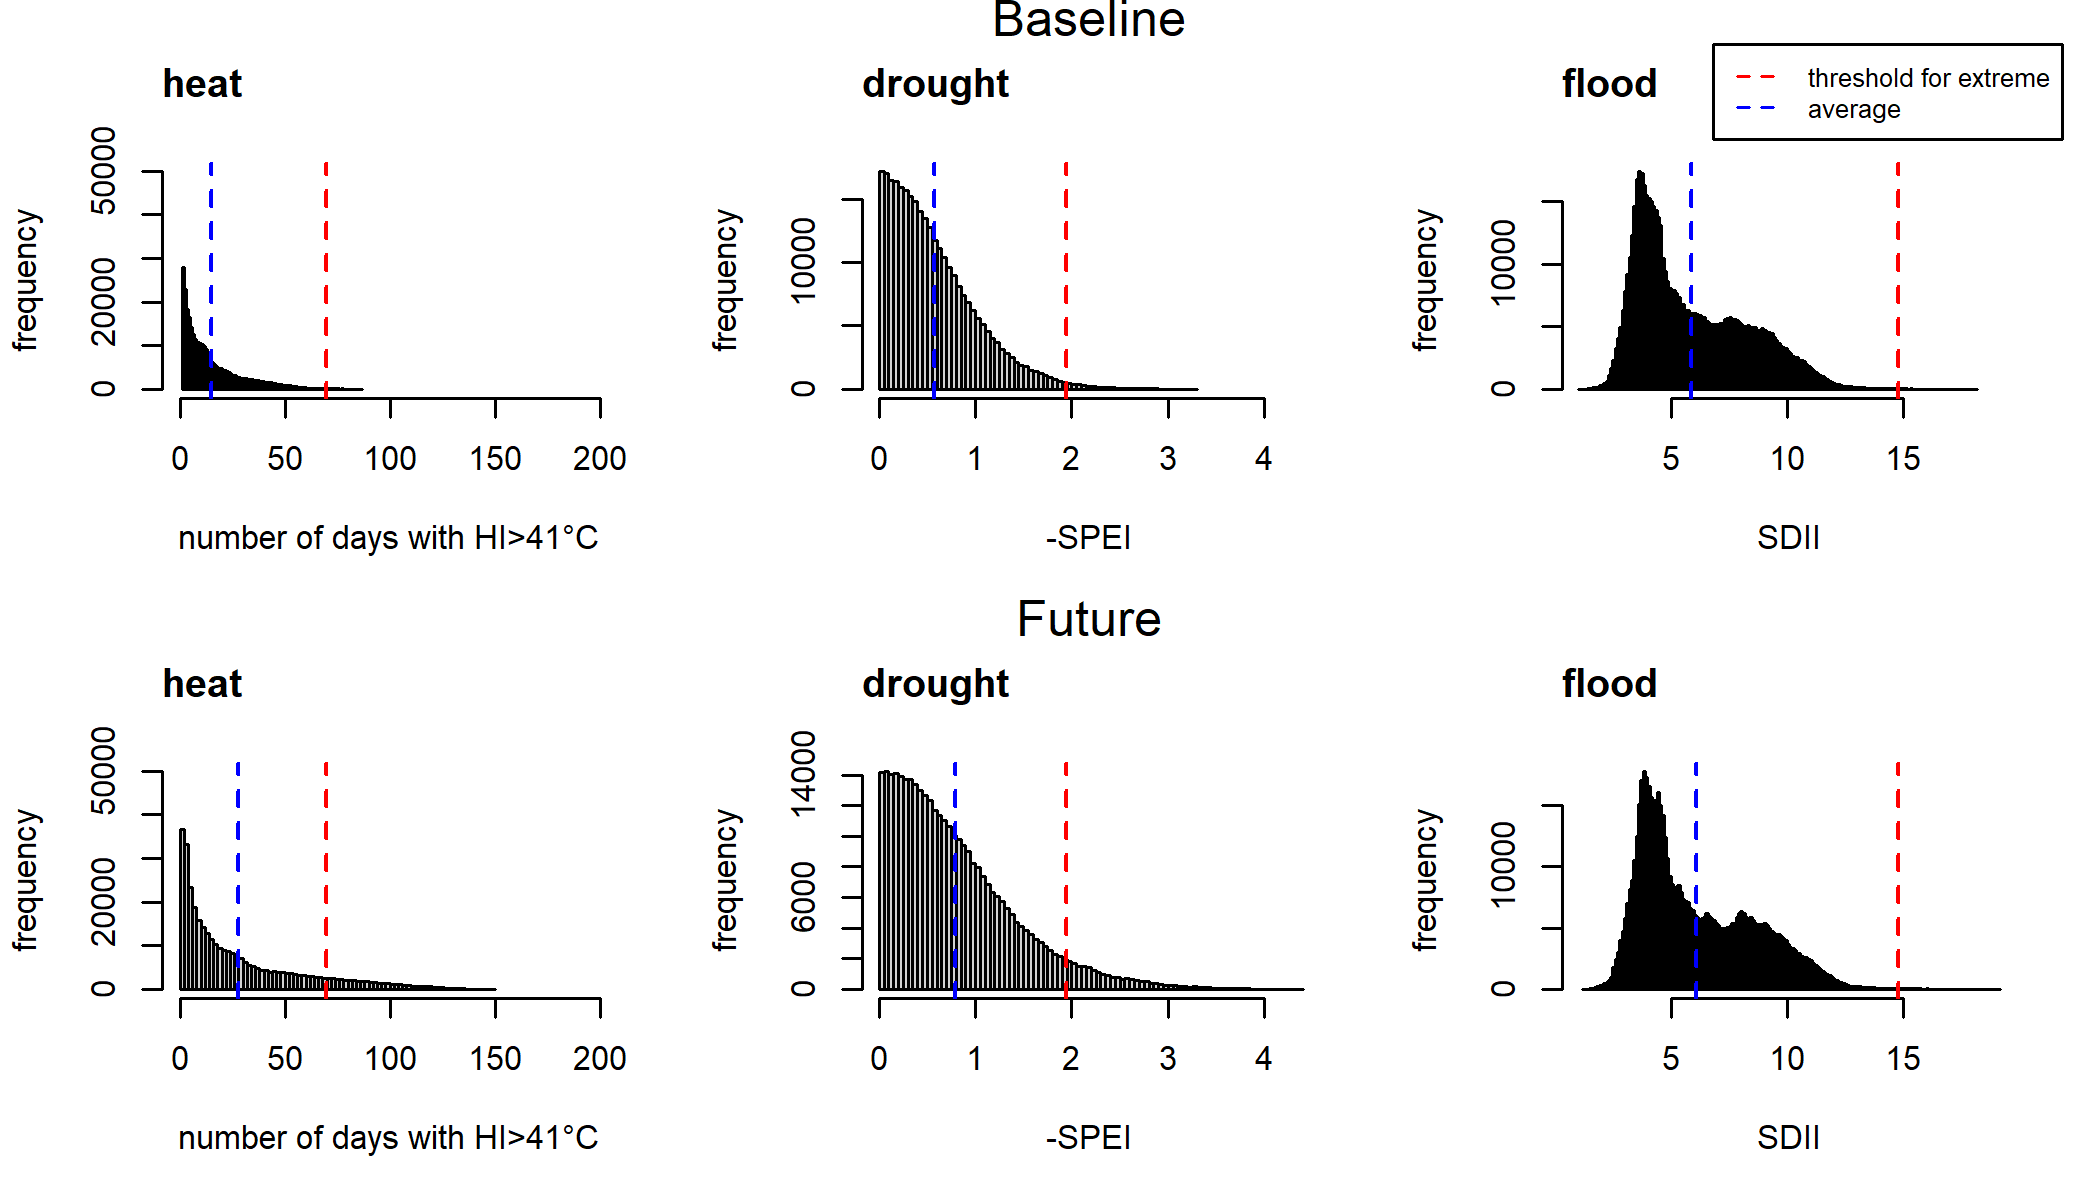 Baseline
heat
drought
flood
threshold for extreme
average
frequency
0
20000
50000
0 50 100 150 200
number of days with HI>41°C
frequency
0
10000
0 1 2 3 4
-SPEI
frequency
0
10000
5 10 15
SDII
Future
heat
drought
flood
frequency
0
20000
50000
0 50 100 150 200
number of days with HI>41°C
frequency
0
6000
14000
0 1 2 3 4
-SPEI
frequency
0
10000
5 10 15
SDII